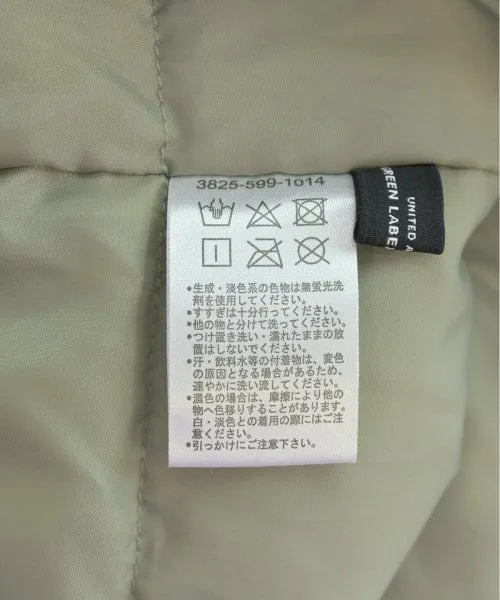 3825-599-1014
•生成・淡色系の色物は無蛍光洗
剤を使用してください。
•すすぎは十分行ってください。
•他の物と分けて洗ってください。
•つけ置き洗い・濡れたままの放
置はしないでください。
•汗・飲料水等の付着物は、変色
の原因となる場合があるため、
速やかに洗い流してください。
•濃色の場合は、摩擦により他の
物へ色移りすることがあります。
白・淡色との着用の際にはご注
意ください。
•引っかけにご注意下さい。
UNITED A
GREEN LABEL